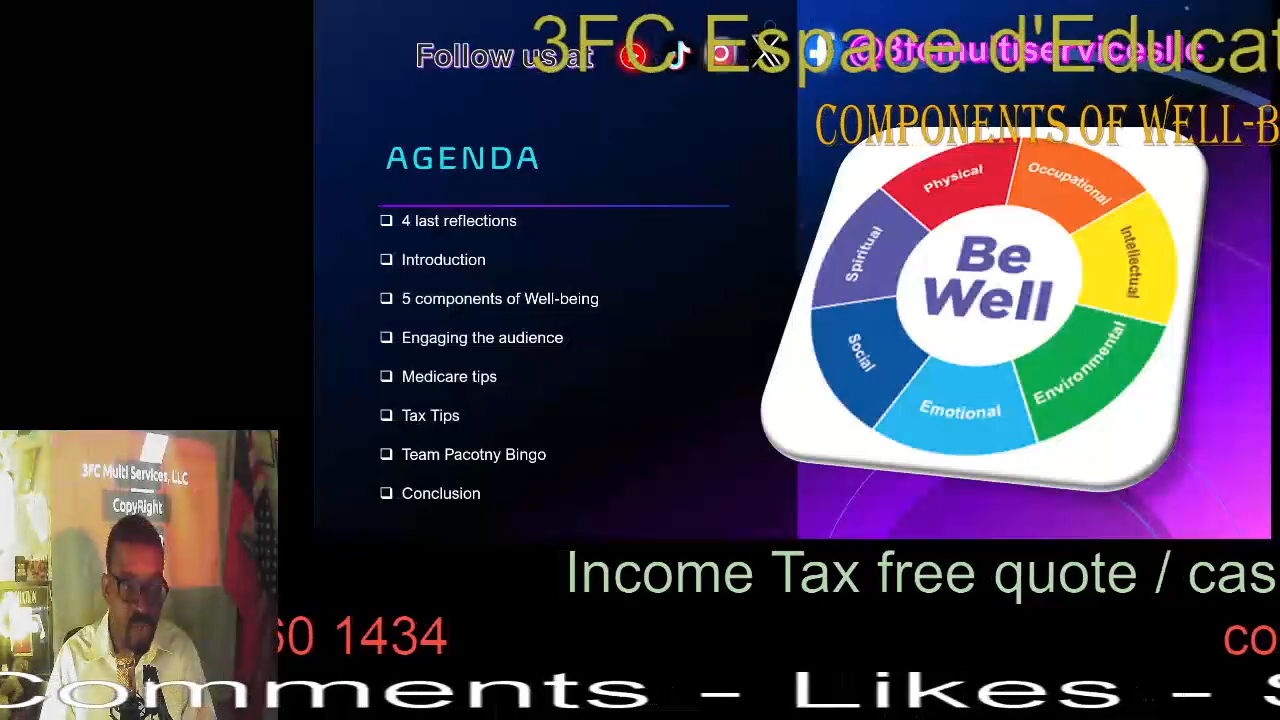 3FC Espace d'Educat
Follow us at
@3fcmultiservicesllc
COMPONENTS OF WELL-B
AGENDA
4 last reflections
Introduction
5 components of Well-being
Engaging the audience
Medicare tips
Tax Tips
Team Pacotny Bingo
Conclusion
Physical
Occupational
Intellectual
Environmental
Emotional
Social
Spiritual
Be
Well
3FC Multi Services, LLC
CopyRight
Income Tax free quote / cas
60 1434
co
Comments - Likes - S